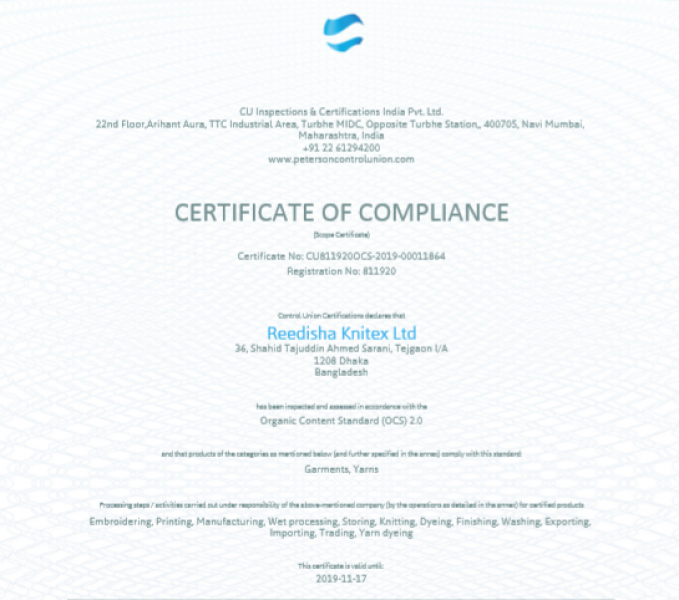 CU Inspections & Certifications India Pvt. Ltd.
22nd Floor,Arihant Aura, TTC Industrial Area, Turbhe MIDC, Opposite Turbhe Station,, 400705, Navi Mumbai,
Maharashtra, India
+91 22 61294200
www.petersoncontrolunion.com
CERTIFICATE OF COMPLIANCE
(Scope Certificate)
Certificate No: CU811920OCS-2019-00011864
Registration No: 811920
Control Union Certifications declares that
Reedisha Knitex Ltd
36, Shahid Tajuddin Ahmed Sarani, Tejgaon I/A
1208 Dhaka
Bangladesh
has been inspected and assessed in accordance with the
Organic Content Standard (OCS) 2.0
and that products of the categories as mentioned below (and further specified in the annex) comply with this standard:
Garments, Yarns
Processing steps / activities carried out under responsibility of the above-mentioned company (by the operations as detailed in the annex) for certified products
Embroidering, Printing, Manufacturing, Wet processing, Storing, Knitting, Dyeing, Finishing, Washing, Exporting,
Importing, Trading, Yarn dyeing
This certificate is valid until:
2019-11-17